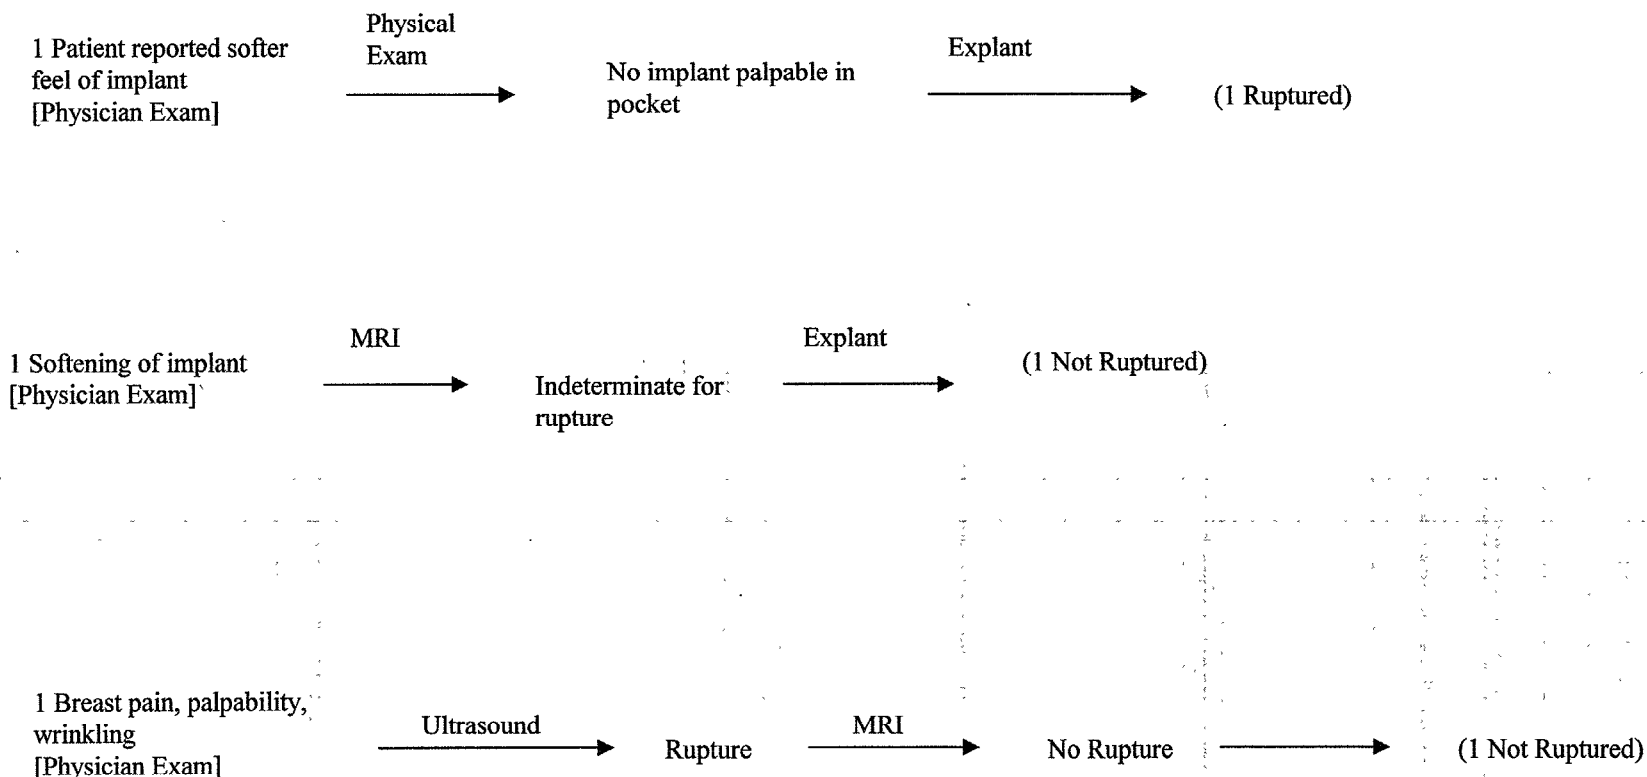 Physical
Exam
1 Patient reported softer
feel of implant
[Physician Exam]
No implant palpable in
pocket
Explant
(1 Ruptured)
MRI
1 Softening of implant
[Physician Exam]
Indeterminate for
rupture
Explant
(1 Not Ruptured)
1 Breast pain, palpability,
wrinkling
[Physician Exam]
Ultrasound
Rupture
MRI
No Rupture
(1 Not Ruptured)